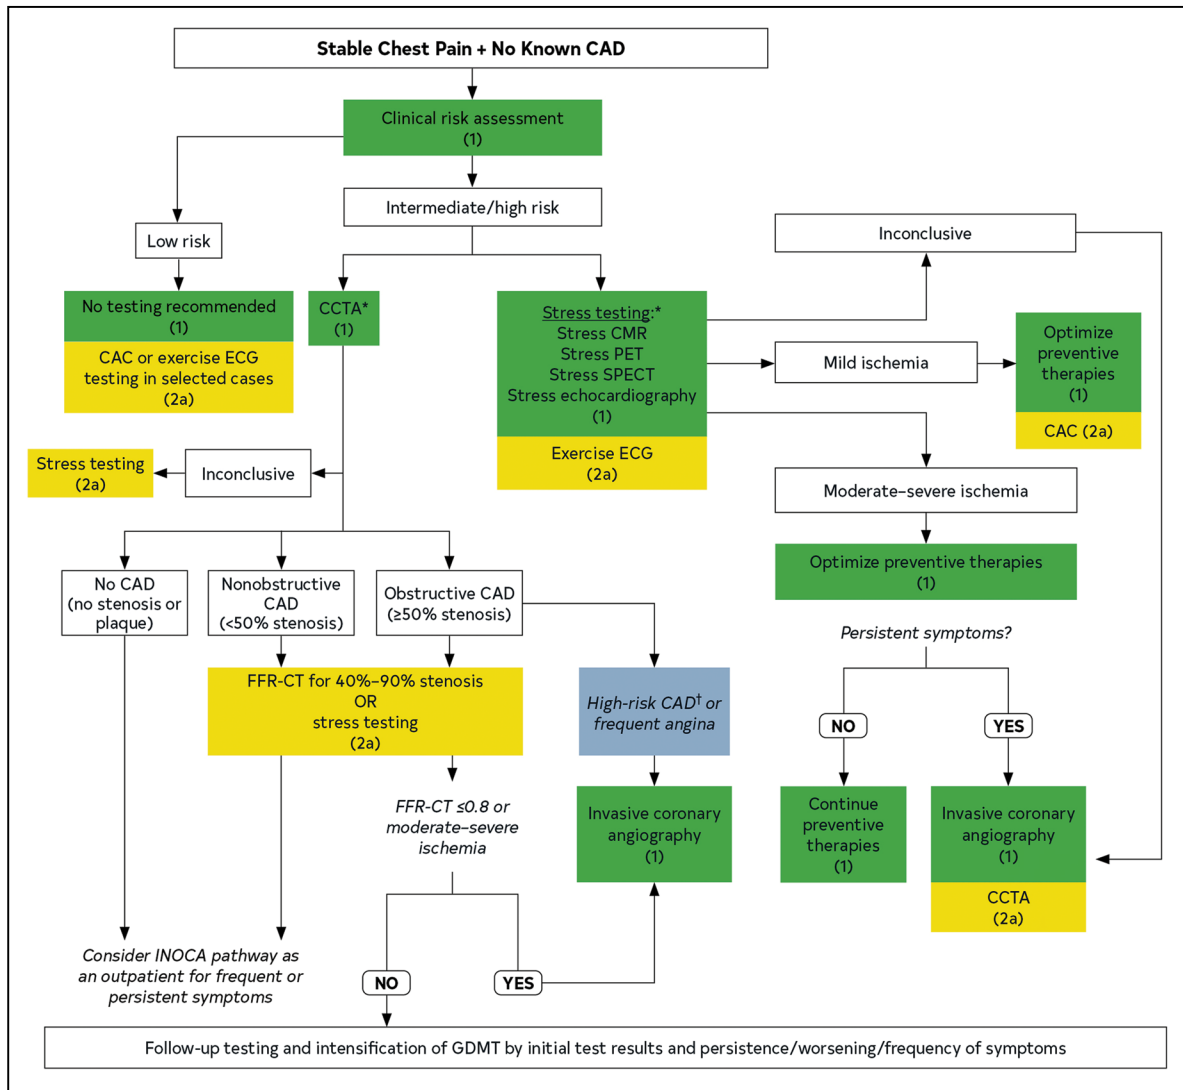 Stable Chest Pain + No Known CAD
Clinical risk assessment
(1)
Intermediate/high risk
Low risk
Inconclusive
No testing recommended
(1)
CAC or exercise ECG
testing in selected cases
(2a)
CCTA*
(1)
Stress testing:*
Stress CMR
Stress PET
Stress SPECT
Stress echocardiography
(1)
Exercise ECG
(2a)
Mild ischemia
Optimize
preventive
therapies
(1)
CAC (2a)
Stress testing
(2a)
Inconclusive
Moderate–severe ischemia
Optimize preventive therapies
(1)
No CAD
(no stenosis or
plaque)
Nonobstructive
CAD
(<50% stenosis)
Obstructive CAD
(≥50% stenosis)
Persistent symptoms?
FFR-CT for 40%–90% stenosis
OR
stress testing
(2a)
High-risk CAD† or
frequent angina
NO
YES
FFR-CT ≤0.8 or
moderate–severe
ischemia
Invasive coronary
angiography
(1)
Continue
preventive
therapies
(1)
Invasive coronary
angiography
(1)
CCTA
(2a)
Consider INOCA pathway as
an outpatient for frequent or
persistent symptoms
NO
YES
Follow-up testing and intensification of GDMT by initial test results and persistence/worsening/frequency of symptoms